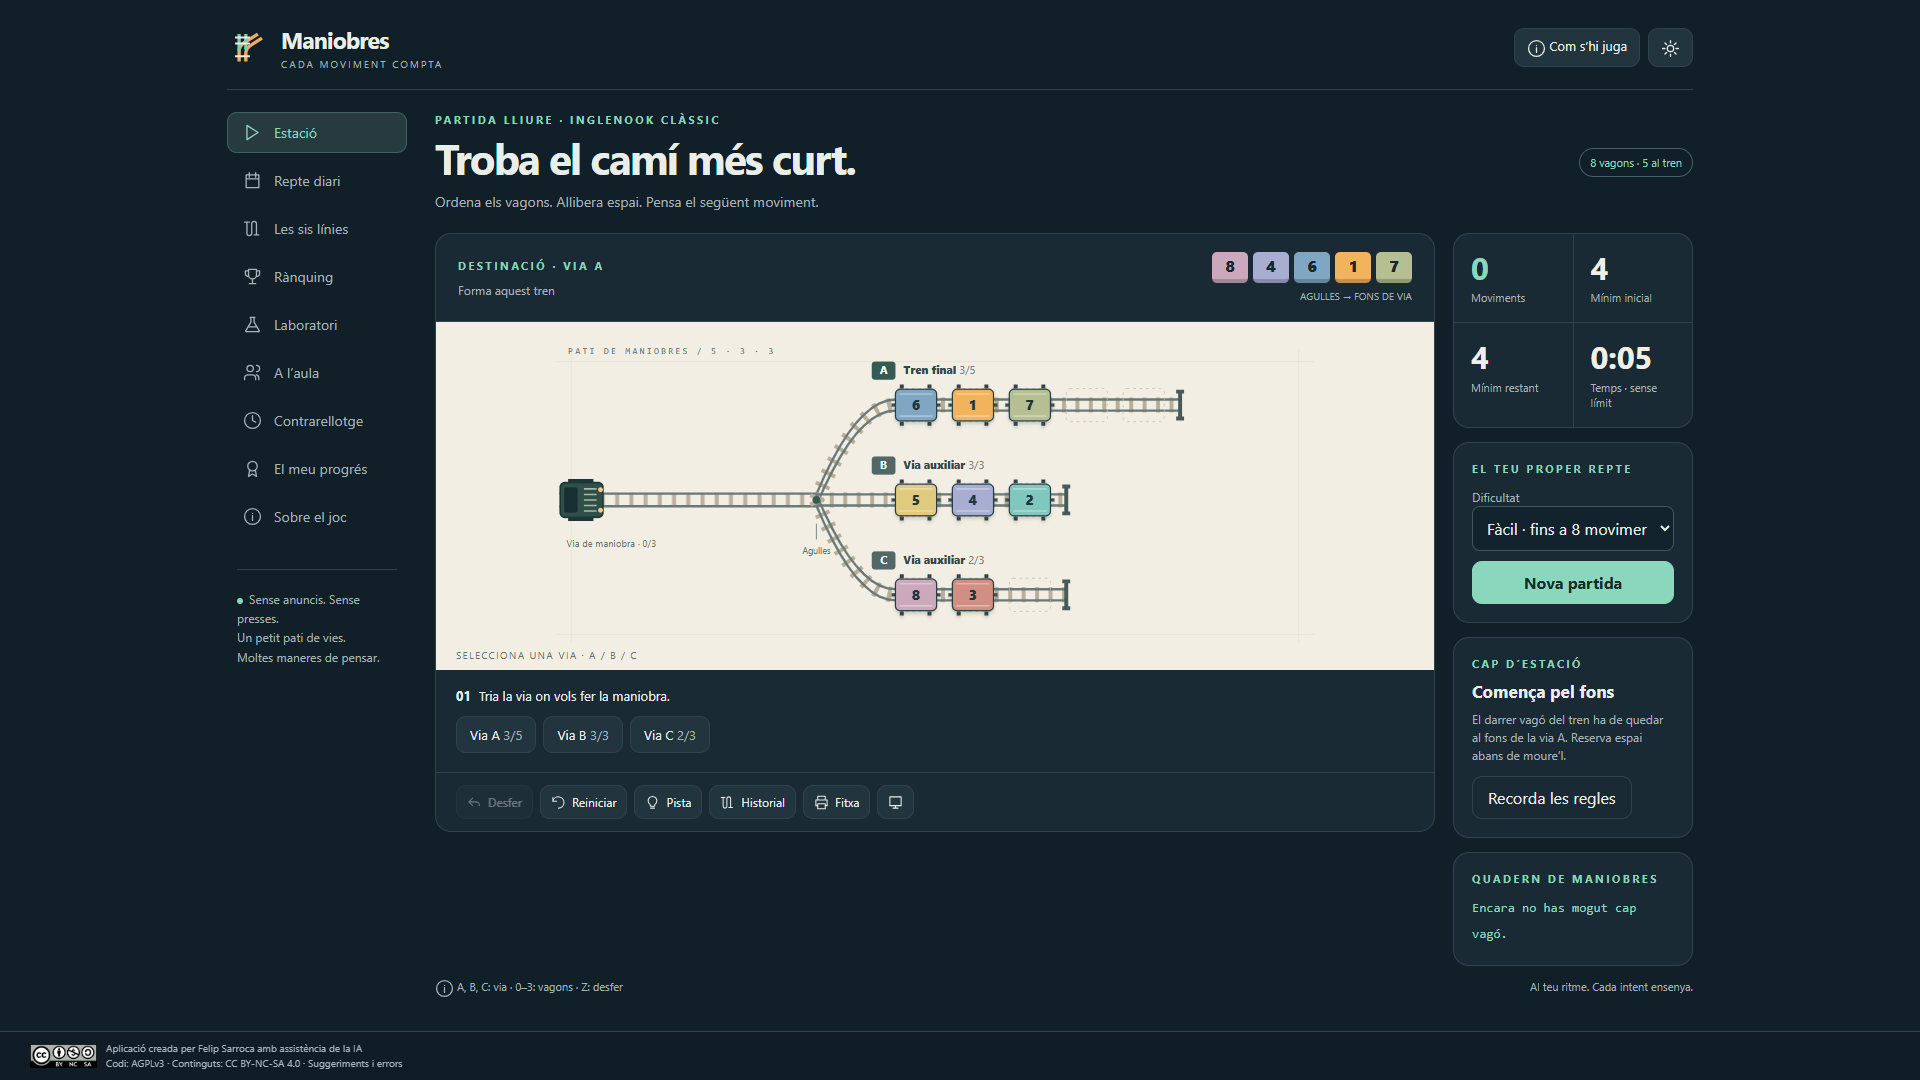 Maniobres
CADA MOVIMENT COMPTA
Com s'hi juga
Estació
Repte diari
Les sis línies
Rànquing
Laboratori
A l'aula
Contrarellotge
El meu progrés
Sobre el joc
Sense anuncis. Sense
presses.
Un petit pati de vies.
Moltes maneres de pensar.
PARTIDA LLIURE · INGLENOOK CLÀSSIC
Troba el camí més curt.
Ordena els vagons. Allibera espai. Pensa el següent moviment.
8 vagons · 5 al tren
DESTINACIÓ · VIA A
Forma aquest tren
8 4 6 1 7
AGULLES → FONS DE VIA
PATI DE MANIOBRES / 5 · 3 · 3
A Tren final 3/5
6 1 7
B Via auxiliar 3/3
5 4 2
Via de maniobra · 0/3
Agulles
C Via auxiliar 2/3
8 3
SELECCIONA UNA VIA · A / B / C
01 Tria la via on vols fer la maniobra.
Via A 3/5
Via B 3/3
Via C 2/3
Desfer
Reiniciar
Pista
Historial
Fitxa
0
Moviments
4
Mínim inicial
4
Mínim restant
0:05
Temps · sense
límit
EL TEU PROPER REPTE
Dificultat
Fàcil · fins a 8 movimer
Nova partida
CAP D'ESTACIÓ
Comença pel fons
El darrer vagó del tren ha de quedar
al fons de la via A. Reserva espai
abans de moure'l.
Recorda les regles
QUADERN DE MANIOBRES
Encara no has mogut cap
vagó.
A, B, C: via · 0–3: vagons · Z: desfer
Al teu ritme. Cada intent ensenya.
CC BY NC SA
Aplicació creada per Felip Sarroca amb assistència de la IA
Codi: AGPLv3 · Continguts: CC BY-NC-SA 4.0 · Suggeriments i errors